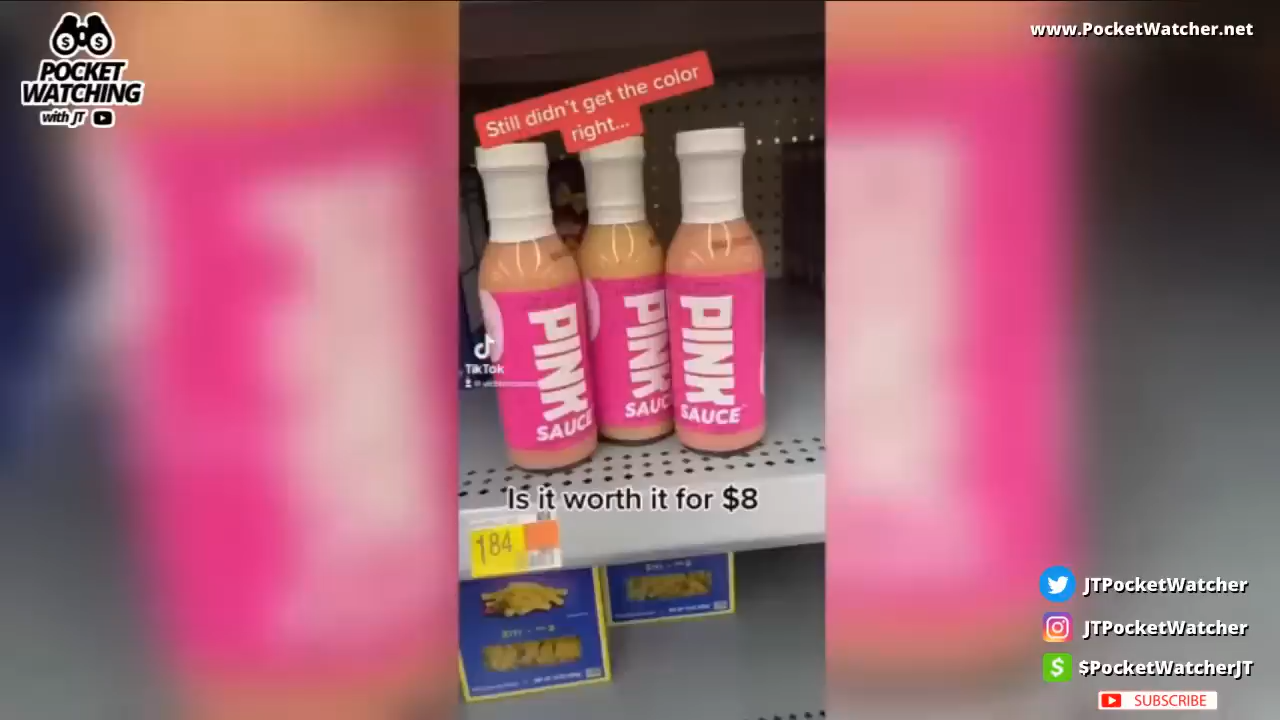 POCKET
WATCHING
with JT
www.PocketWatcher.net
Still didn't get the color
right...
PINK
SAUCE
PINK
SAUC
PINK
SAUCE
TikTok
Is it worth it for $8
184
JTPocketWatcher
JTPocketWatcher
$PocketWatcherJT
SUBSCRIBE